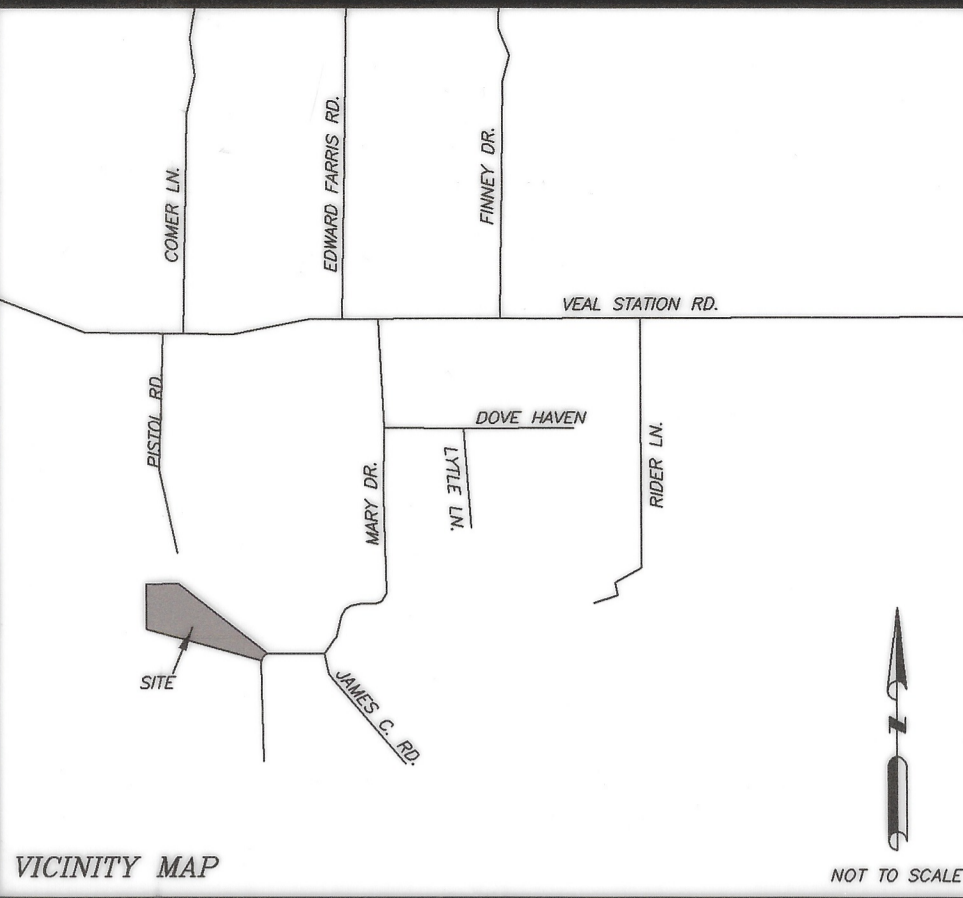 COMER LN.
EDWARD FARRIS RD.
FINNEY DR.
VEAL STATION RD.
PISTOL RD.
DOVE HAVEN
LYTLE LN.
MARY DR.
RIDER LN.
SITE
JAMES C. RD.
N
VICINITY MAP
NOT TO SCALE